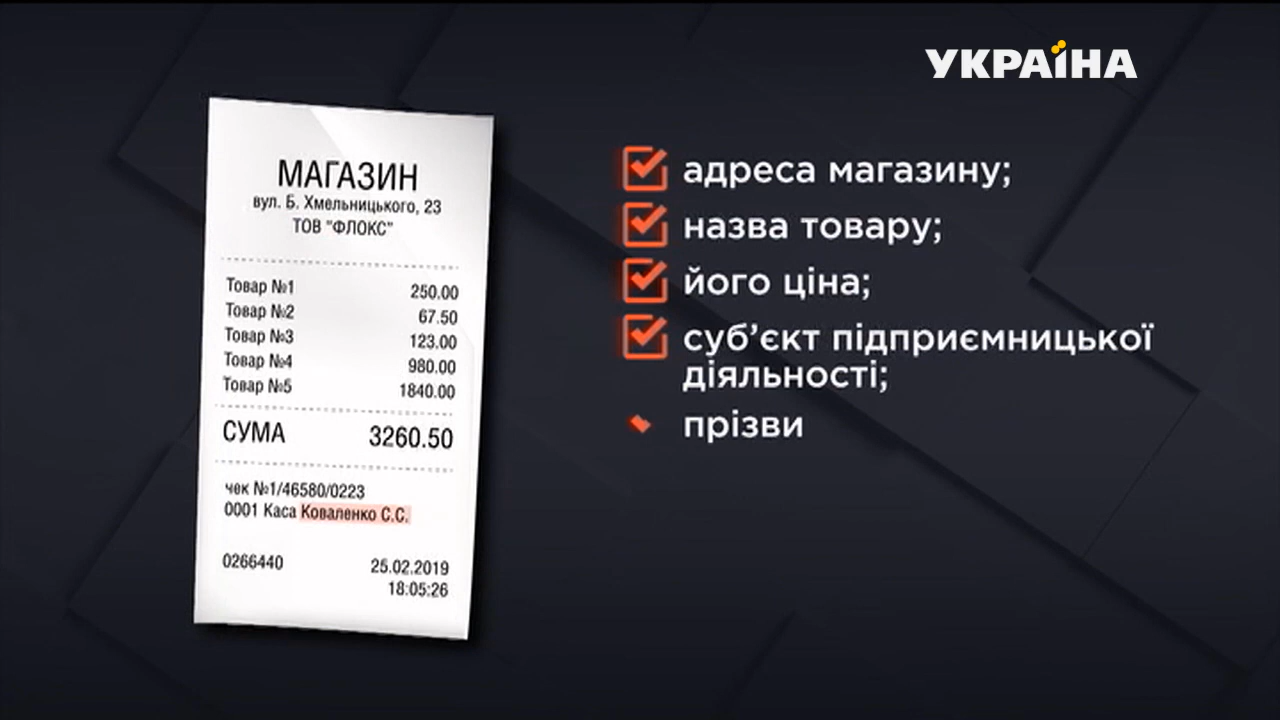 УКРАЇНА
МАГАЗИН
вул. Б. Хмельницького, 23
ТОВ "ФЛОКС"
Товар №1 250.00
Товар №2 67.50
Товар №3 123.00
Товар №4 980.00
Товар №5 1840.00
СУМА 3260.50
чек №1/46580/0223
0001 Каса Коваленко С.С.
0266440 25.02.2019
18:05:26
адреса магазину;
назва товару;
його ціна;
суб’єкт підприємницької
діяльності;
прізви